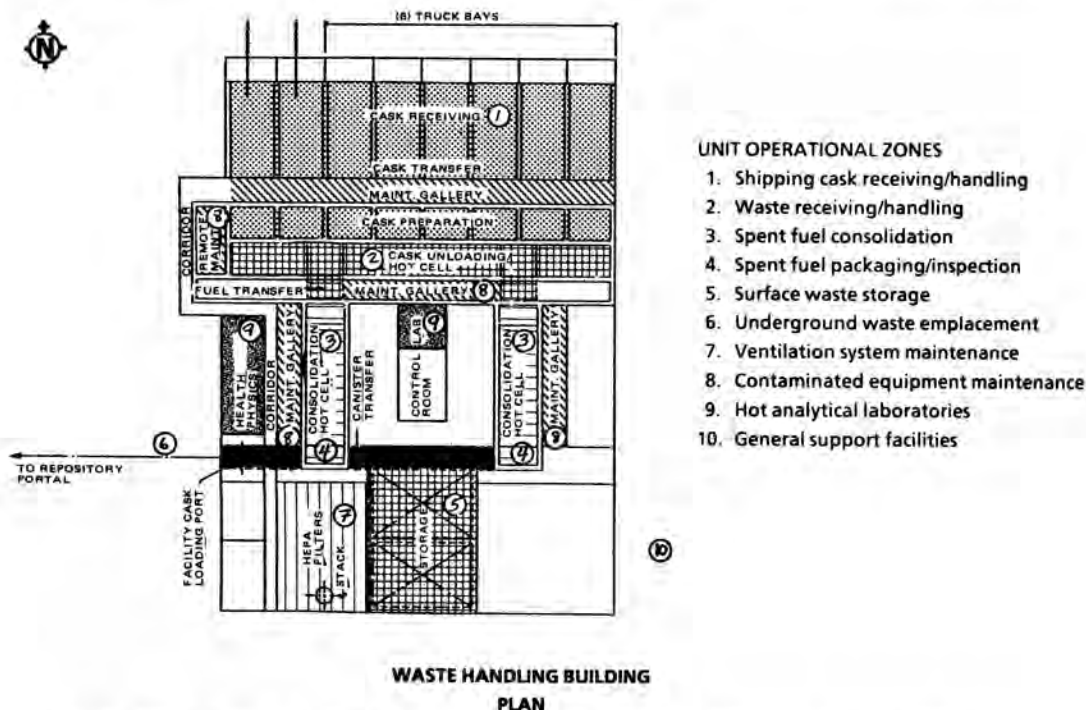 (6) TRUCK BAYS
N
CASK RECEIVING 1
CASK TRANSFER
MAINT. GALLERY
CASK PREPARATION
CORRIDOR
REMOTE
MAINT
8
2 CASK UNLOADING
HOT CELL
FUEL TRANSFER
MAINT. GALLERY 8
9
HEALTH
PHYSICS
CORRIDOR
MAINT. GALLERY
8
3
CONSOLIDATION
HOT CELL
4
CANISTER
TRANSFER
LAB 9
CONTROL
ROOM
3
CONSOLIDATION
HOT CELL
4
MAINT. GALLERY
8
6
TO REPOSITORY
PORTAL
FACILITY CASK
LOADING PORT
HEPA
FILTERS
STACK
7
STORAGE
5
10
UNIT OPERATIONAL ZONES
1. Shipping cask receiving/handling
2. Waste receiving/handling
3. Spent fuel consolidation
4. Spent fuel packaging/inspection
5. Surface waste storage
6. Underground waste emplacement
7. Ventilation system maintenance
8. Contaminated equipment maintenance
9. Hot analytical laboratories
10. General support facilities
WASTE HANDLING BUILDING
PLAN